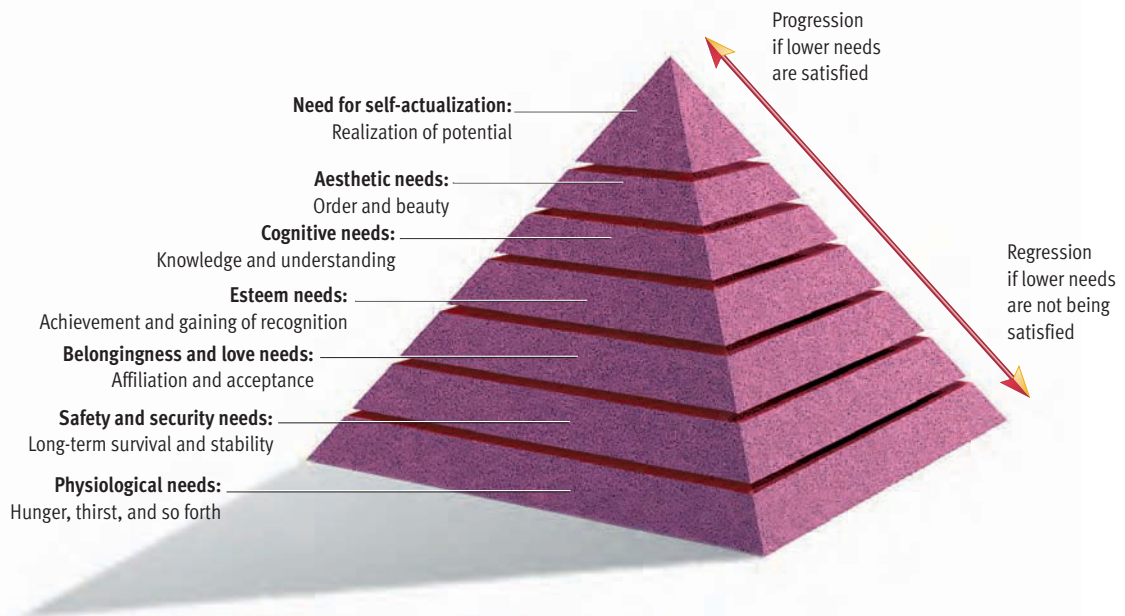 Progression
if lower needs
are satisfied
Need for self-actualization:
Realization of potential
Aesthetic needs:
Order and beauty
Cognitive needs:
Knowledge and understanding
Regression
if lower needs
are not being
satisfied
Esteem needs:
Achievement and gaining of recognition
Belongingness and love needs:
Affiliation and acceptance
Safety and security needs:
Long-term survival and stability
Physiological needs:
Hunger, thirst, and so forth